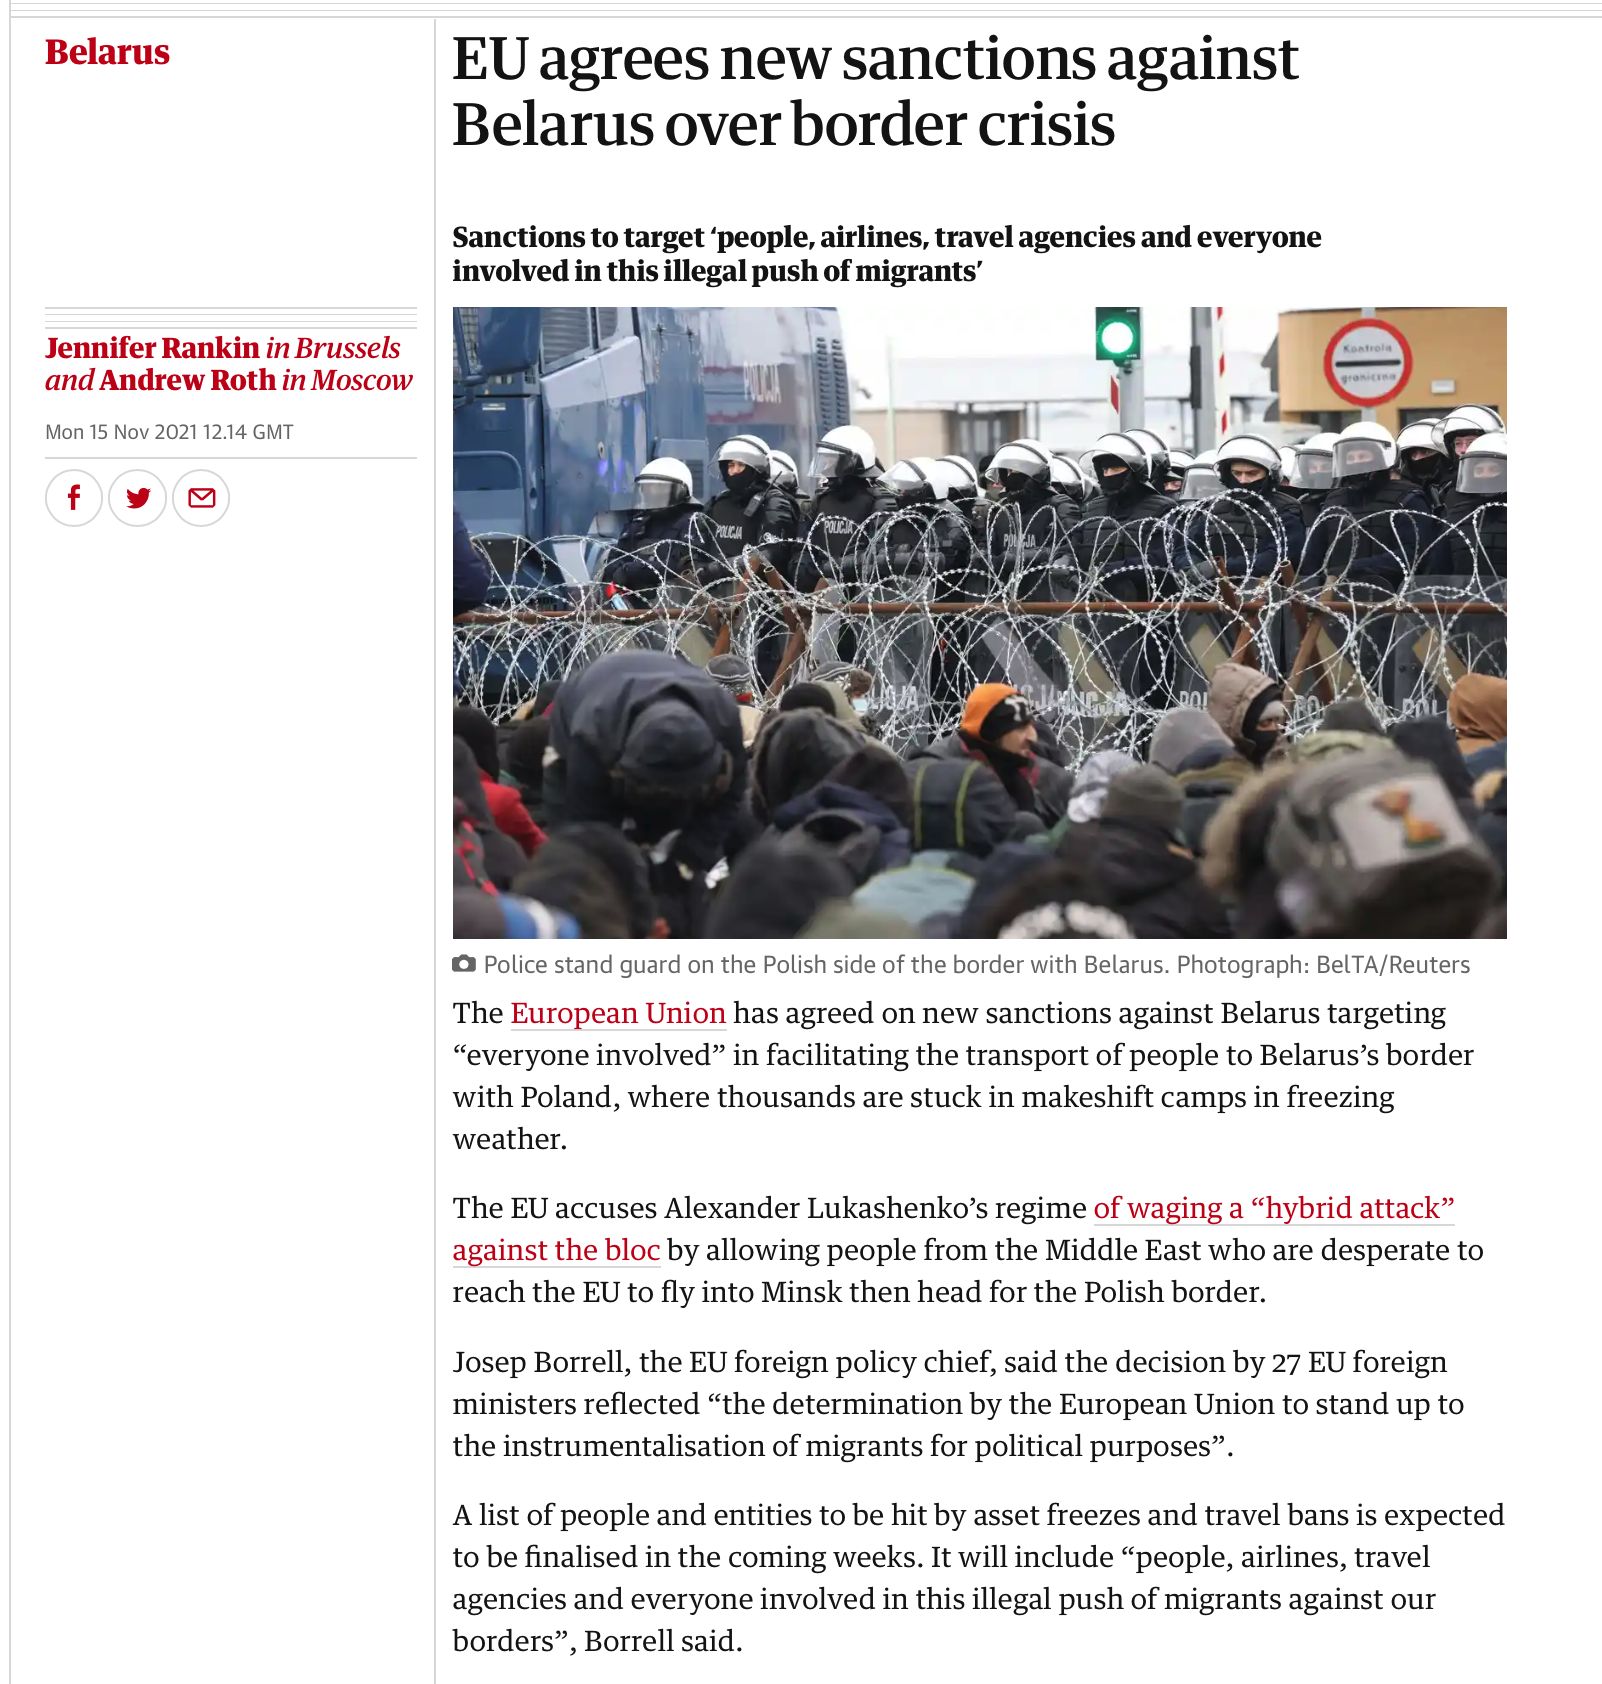 Belarus
EU agrees new sanctions against
Belarus over border crisis
Sanctions to target ‘people, airlines, travel agencies and everyone
involved in this illegal push of migrants’
Jennifer Rankin in Brussels
and Andrew Roth in Moscow
Mon 15 Nov 2021 12.14 GMT
POLICJA
Kontrola
graniczna
POLICJA
POLICJA
POLICJA
Police stand guard on the Polish side of the border with Belarus. Photograph: BelTA/Reuters
The European Union has agreed on new sanctions against Belarus targeting
“everyone involved” in facilitating the transport of people to Belarus’s border
with Poland, where thousands are stuck in makeshift camps in freezing
weather.
The EU accuses Alexander Lukashenko’s regime of waging a “hybrid attack”
against the bloc by allowing people from the Middle East who are desperate to
reach the EU to fly into Minsk then head for the Polish border.
Josep Borrell, the EU foreign policy chief, said the decision by 27 EU foreign
ministers reflected “the determination by the European Union to stand up to
the instrumentalisation of migrants for political purposes”.
A list of people and entities to be hit by asset freezes and travel bans is expected
to be finalised in the coming weeks. It will include “people, airlines, travel
agencies and everyone involved in this illegal push of migrants against our
borders”, Borrell said.